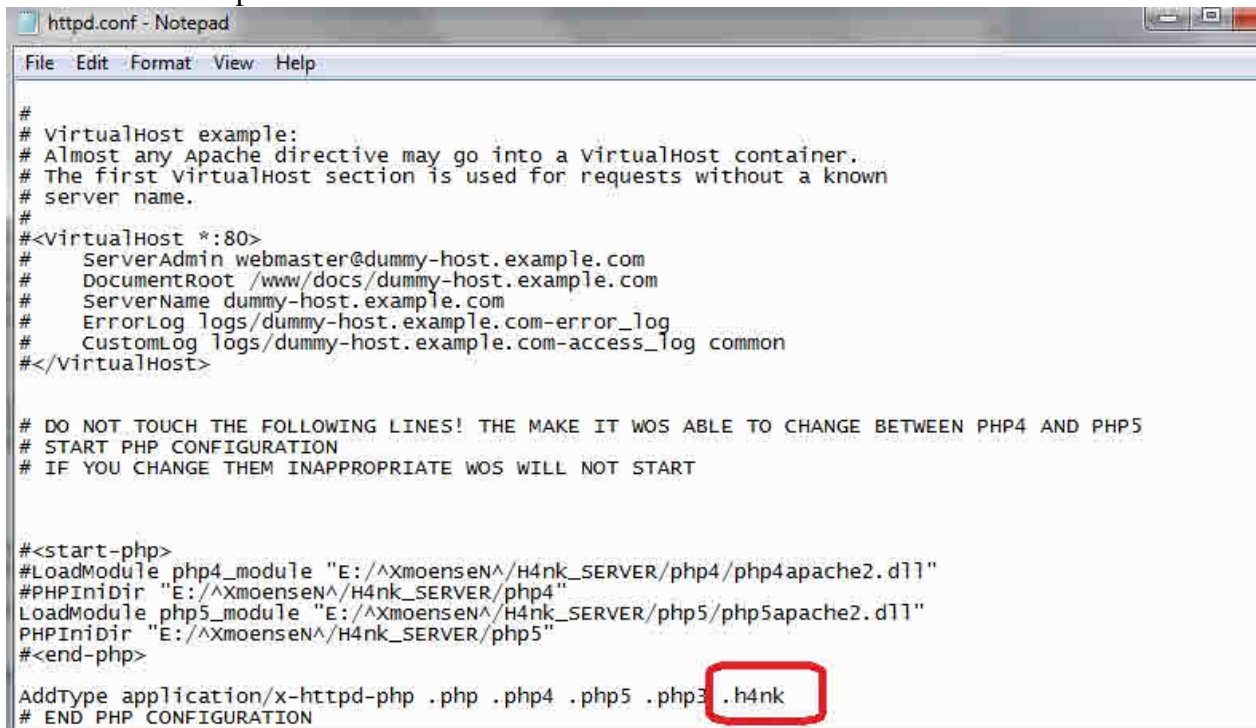 httpd.conf - Notepad
File Edit Format View Help
#
# VirtualHost example:
# Almost any Apache directive may go into a VirtualHost container.
# The first VirtualHost section is used for requests without a known
# server name.
#
#<VirtualHost *:80>
#    ServerAdmin webmaster@dummy-host.example.com
#    DocumentRoot /www/docs/dummy-host.example.com
#    ServerName dummy-host.example.com
#    ErrorLog logs/dummy-host.example.com-error_log
#    CustomLog logs/dummy-host.example.com-access_log common
#</VirtualHost>
# DO NOT TOUCH THE FOLLOWING LINES! THE MAKE IT WOS ABLE TO CHANGE BETWEEN PHP4 AND PHP5
# START PHP CONFIGURATION
# IF YOU CHANGE THEM INAPPROPRIATE WOS WILL NOT START
#<start-php>
#LoadModule php4_module "E:/^XmoenseN^/H4nk_SERVER/php4/php4apache2.dll"
#PHPIniDir "E:/^XmoenseN^/H4nk_SERVER/php4"
LoadModule php5_module "E:/^XmoenseN^/H4nk_SERVER/php5/php5apache2.dll"
PHPIniDir "E:/^XmoenseN^/H4nk_SERVER/php5"
#<end-php>
AddType application/x-httpd-php .php .php4 .php5 .php3 .h4nk
# END PHP CONFIGURATION